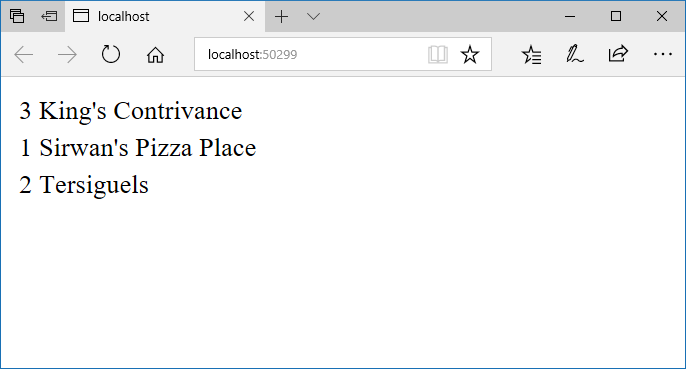 localhost
localhost:50299
3 King's Contrivance
1 Sirwan's Pizza Place
2 Tersiguels